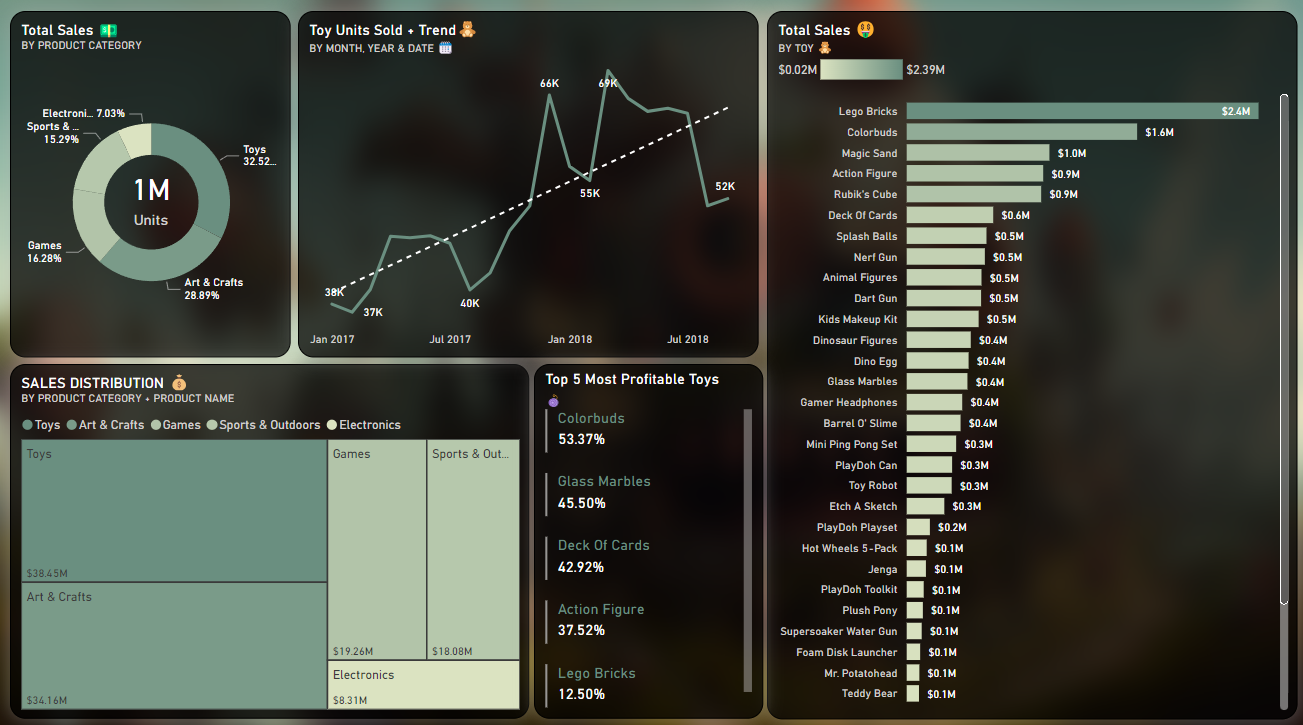 Total Sales 💵
BY PRODUCT CATEGORY
Electroni... 7.03%
Sports & ...
15.29%
Toys
32.52...
1M
Units
Games
16.28%
Art & Crafts
28.89%
Toy Units Sold + Trend 🧸
BY MONTH, YEAR & DATE 🗓️
66K
69K
55K
52K
38K
37K
40K
Jan 2017
Jul 2017
Jan 2018
Jul 2018
SALES DISTRIBUTION 💰
BY PRODUCT CATEGORY + PRODUCT NAME
Toys Art & Crafts Games Sports & Outdoors Electronics
Toys
$38.45M
Art & Crafts
$34.16M
Games
$19.26M
Sports & Out...
$18.08M
Electronics
$8.31M
Top 5 Most Profitable Toys
Colorbuds
53.37%
Glass Marbles
45.50%
Deck Of Cards
42.92%
Action Figure
37.52%
Lego Bricks
12.50%
Total Sales 🤑
BY TOY 🧸
$0.02M $2.39M
Lego Bricks $2.4M
Colorbuds $1.6M
Magic Sand $1.0M
Action Figure $0.9M
Rubik's Cube $0.9M
Deck Of Cards $0.6M
Splash Balls $0.5M
Nerf Gun $0.5M
Animal Figures $0.5M
Dart Gun $0.5M
Kids Makeup Kit $0.5M
Dinosaur Figures $0.4M
Dino Egg $0.4M
Glass Marbles $0.4M
Gamer Headphones $0.4M
Barrel O' Slime $0.4M
Mini Ping Pong Set $0.3M
PlayDoh Can $0.3M
Toy Robot $0.3M
Etch A Sketch $0.3M
PlayDoh Playset $0.2M
Hot Wheels 5-Pack $0.1M
Jenga $0.1M
PlayDoh Toolkit $0.1M
Plush Pony $0.1M
Supersoaker Water Gun $0.1M
Foam Disk Launcher $0.1M
Mr. Potatohead $0.1M
Teddy Bear $0.1M